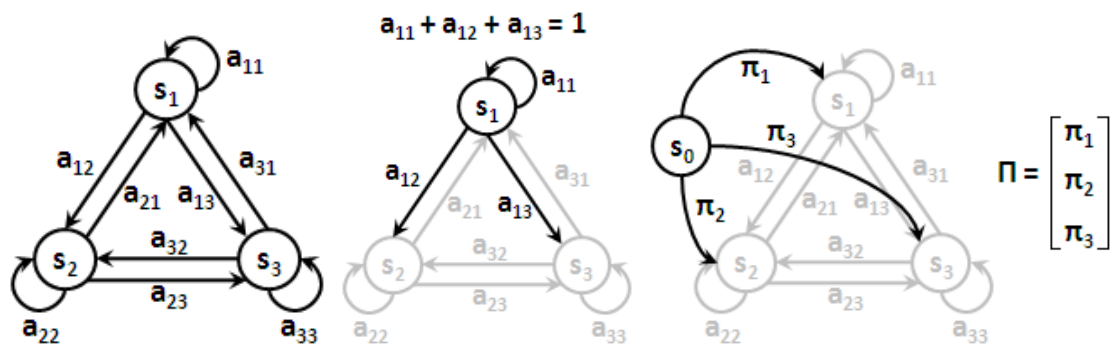 a11 + a12 + a13 = 1
a11
s1
a12
a21
a13
a31
s2
a32
s3
a23
a22
a33
a11
s1
a12
a21
a13
a31
s2
a32
s3
a23
a22
a33
π1
a11
s1
s0
π3
a12
a31
a21
a13
π2
s2
a32
s3
a23
a22
a33
Π = [π1 π2 π3]